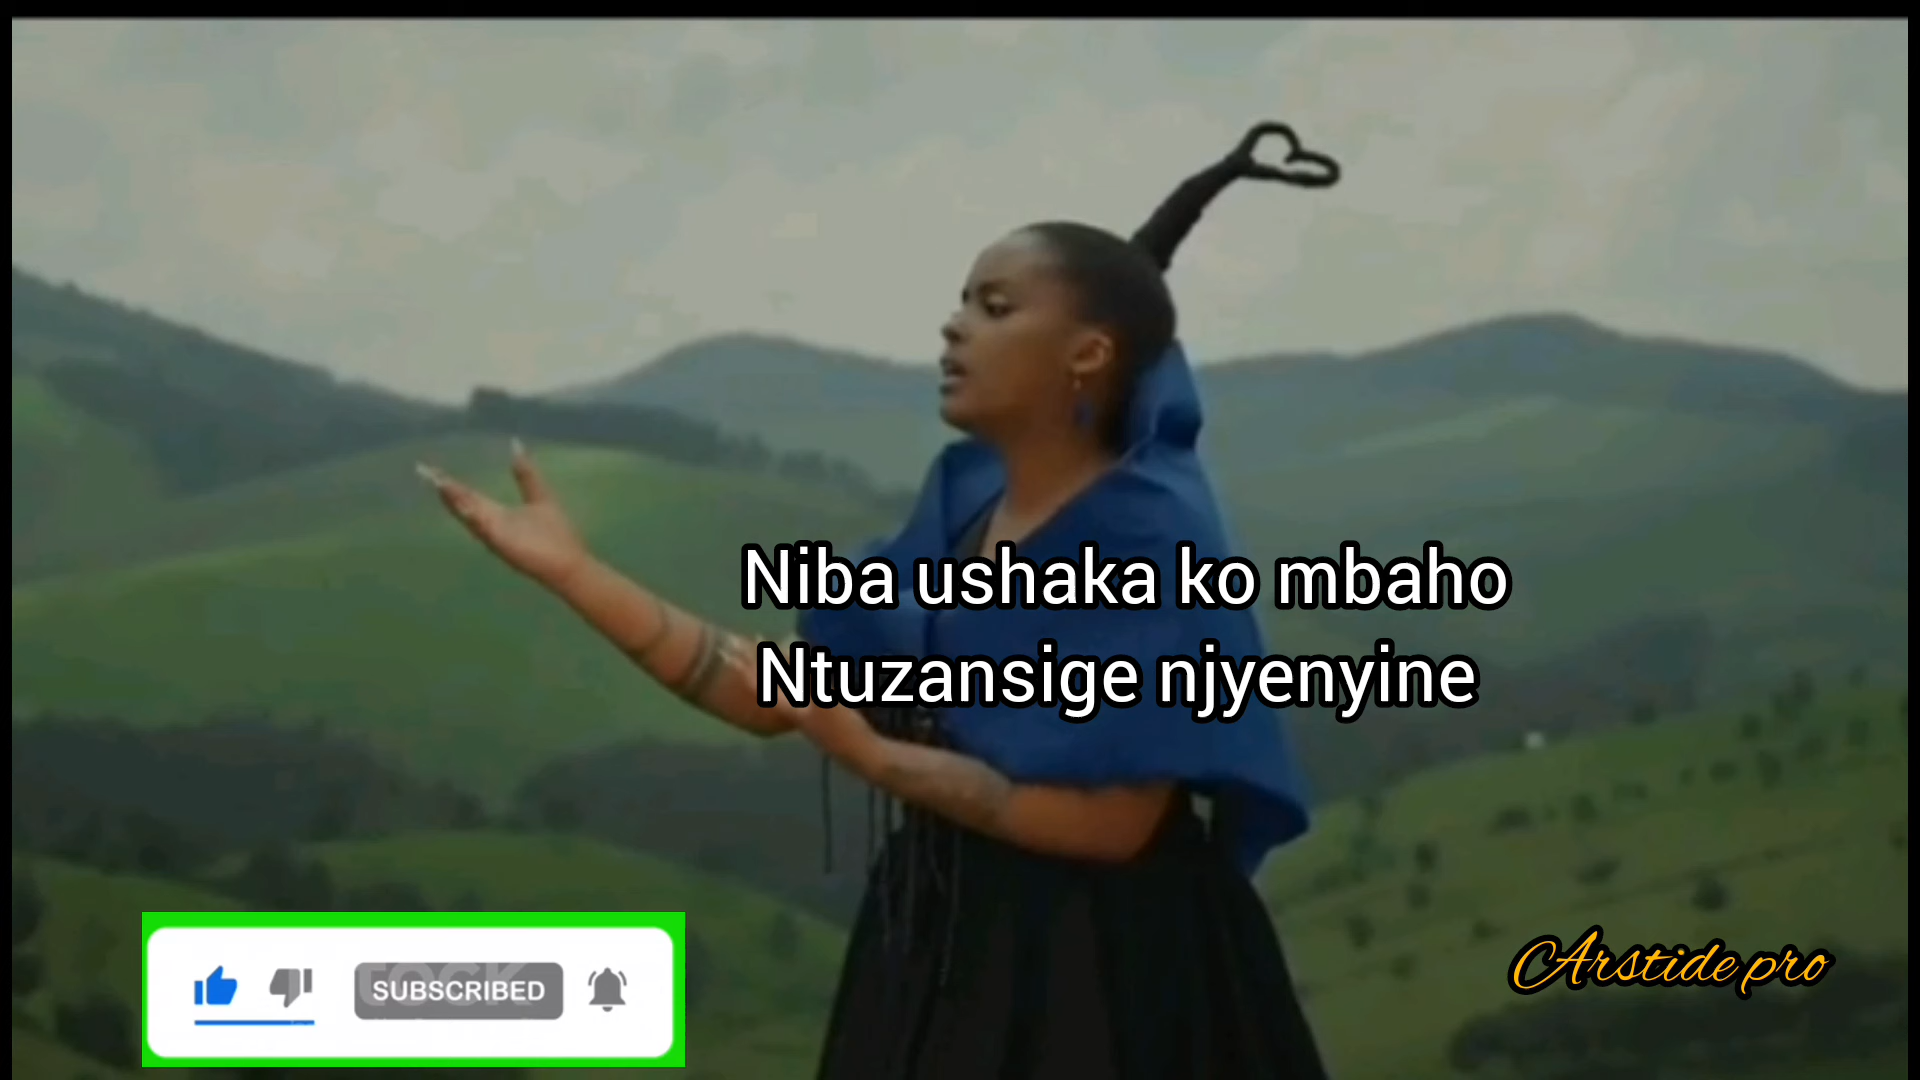 Niba ushaka ko mbaho
Ntuzansige njyenyine
SUBSCRIBED
Arstide pro